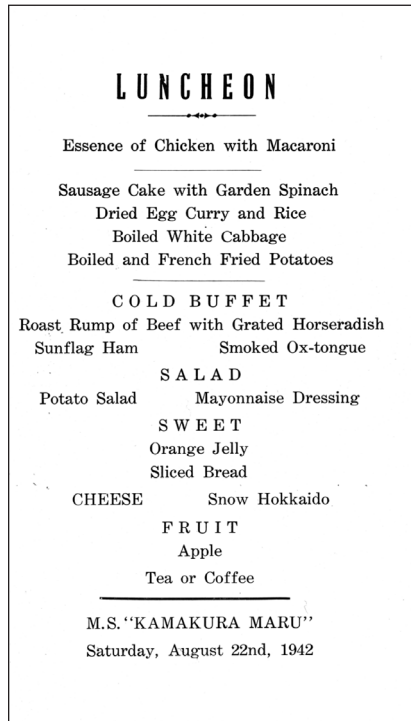 LUNCHEON
Essence of Chicken with Macaroni
Sausage Cake with Garden Spinach
Dried Egg Curry and Rice
Boiled White Cabbage
Boiled and French Fried Potatoes
COLD BUFFET
Roast Rump of Beef with Grated Horseradish
Sunflag Ham Smoked Ox-tongue
SALAD
Potato Salad Mayonnaise Dressing
SWEET
Orange Jelly
Sliced Bread
CHEESE Snow Hokkaido
FRUIT
Apple
Tea or Coffee
M.S. "KAMAKURA MARU"
Saturday, August 22nd, 1942